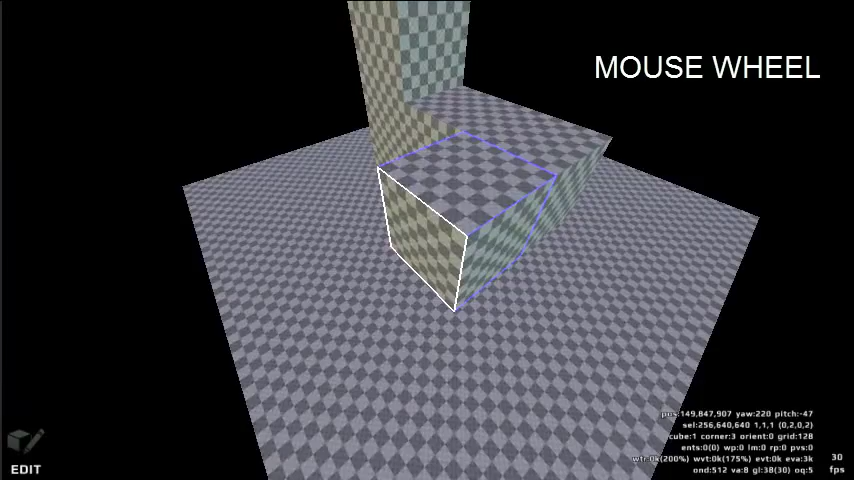 MOUSE WHEEL
pos:149,847,907 yaw:220 pitch:-47
sel:256,640,640 1,1,1 (0,2,0,2)
cube:1 corner:3 orient:0 grid:128
ents:0(0) wp:0 lm:0 rp:0 pvs:0
wtr:0k(200%) wvt:0k(175%) evt:0k eva:3k
ond:512 va:8 gl:38(30) oq:5
30
fps
EDIT